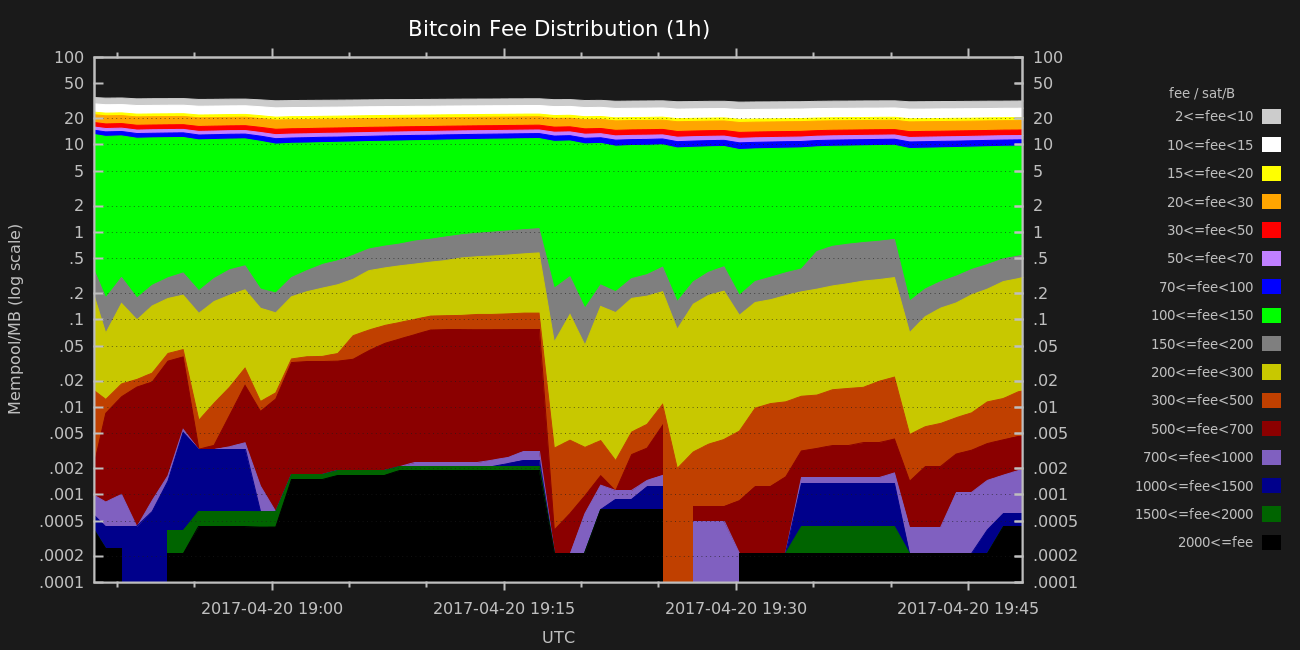 Bitcoin Fee Distribution (1h)
100
50
20
10
5
2
1
.5
.2
.1
.05
.02
.01
.005
.002
.001
.0005
.0002
.0001
Mempool/MB (log scale)
100
50
20
10
5
2
1
.5
.2
.1
.05
.02
.01
.005
.002
.001
.0005
.0002
.0001
2017-04-20 19:00
2017-04-20 19:15
2017-04-20 19:30
2017-04-20 19:45
UTC
fee / sat/B
2<=fee<10
10<=fee<15
15<=fee<20
20<=fee<30
30<=fee<50
50<=fee<70
70<=fee<100
100<=fee<150
150<=fee<200
200<=fee<300
300<=fee<500
500<=fee<700
700<=fee<1000
1000<=fee<1500
1500<=fee<2000
2000<=fee